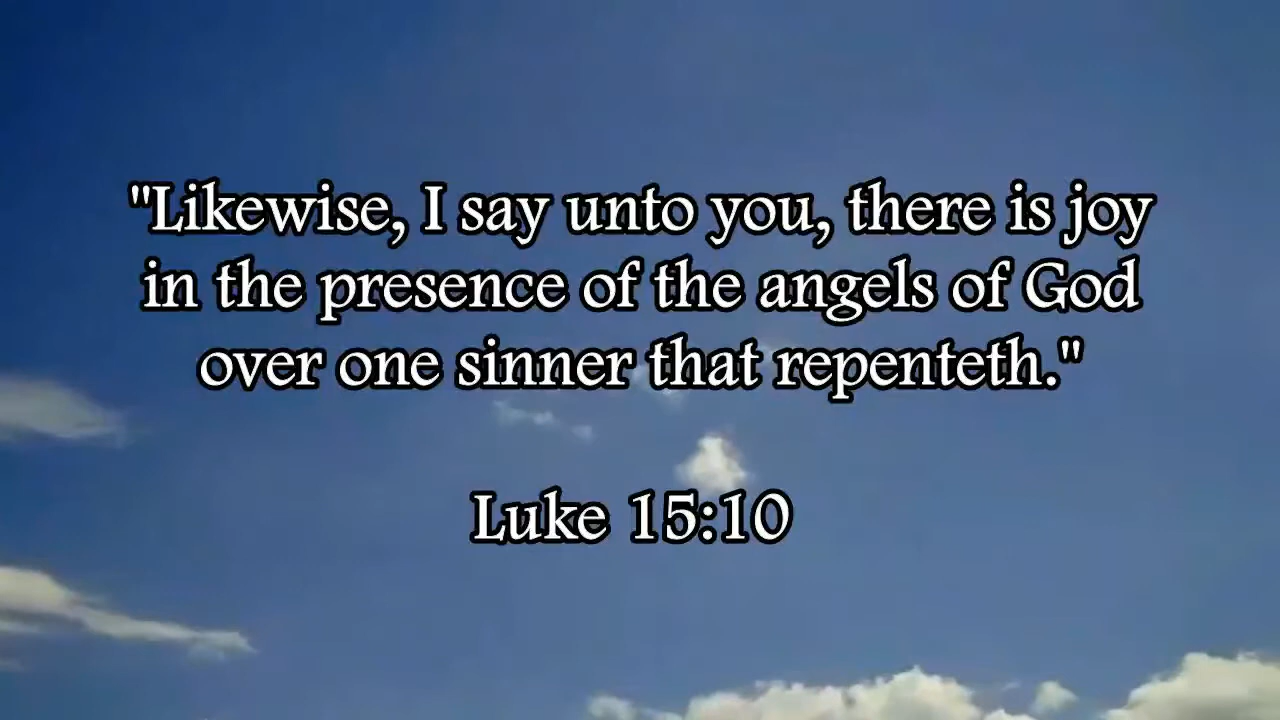 "Likewise, I say unto you, there is joy
in the presence of the angels of God
over one sinner that repenteth."
Luke 15:10